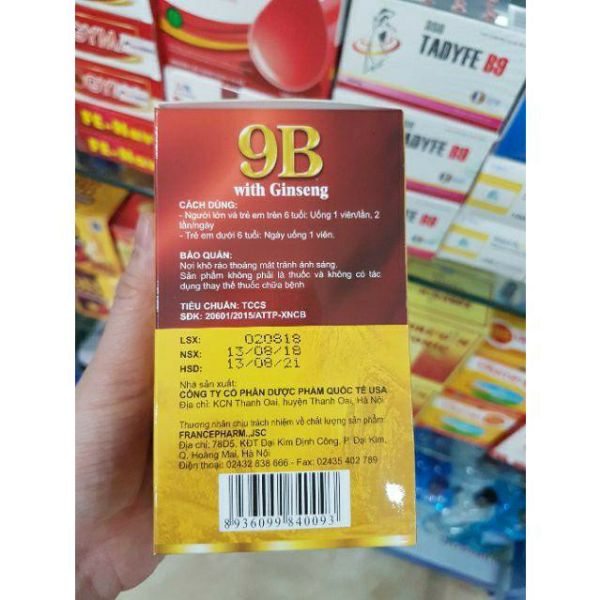 TADYFE B9
TADYFE B9
9B
with Ginseng
CÁCH DÙNG:
- Người lớn và trẻ em trên 6 tuổi: Uống 1 viên/lần, 2
lần/ngày
- Trẻ em dưới 6 tuổi: Ngày uống 1 viên.
BẢO QUẢN:
Nơi khô ráo thoáng mát tránh ánh sáng.
Sản phẩm không phải là thuốc và không có tác
dụng thay thế thuốc chữa bệnh
TIÊU CHUẨN: TCCS
SĐK: 20601/2015/ATTP-XNCB
LSX: 020818
NSX: 13/08/18
HSD: 13/08/21
Nhà sản xuất:
CÔNG TY CỔ PHẦN DƯỢC PHẨM QUỐC TẾ USA
Địa chỉ: KCN Thanh Oai, huyện Thanh Oai, Hà Nội
Thương nhân chịu trách nhiệm về chất lượng sản phẩm:
FRANCEPHARM.,JSC
Địa chỉ: 78D5, KĐT Đại Kim Định Công, P. Đại Kim,
Q. Hoàng Mai, Hà Nội
Điện thoại: 02432 638 666 - Fax: 02435 402 789
8 936099 840093